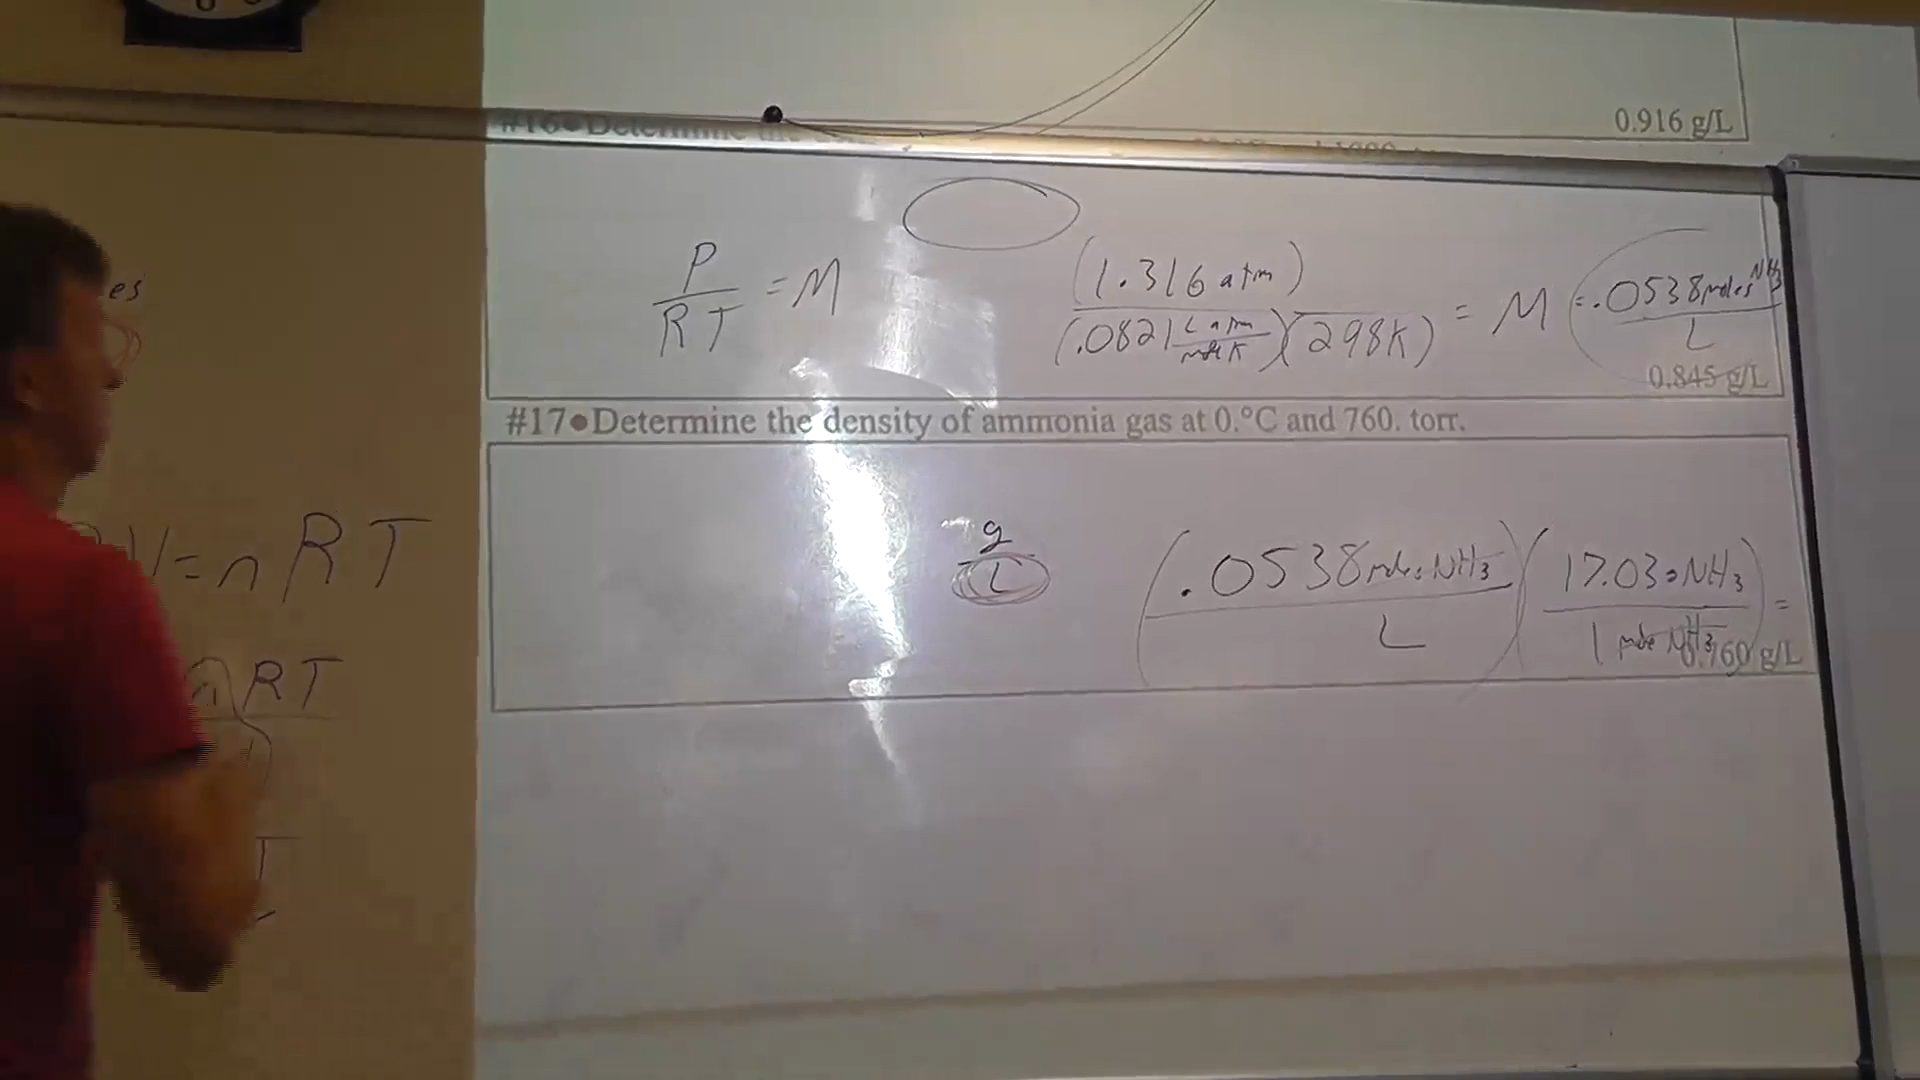 0.916 g/L
#16●Determine the
P/RT = M (1.316 atm)/(.0821 L atm/mole K)(298K) = M = .0538 moles NH3/L
0.845 g/L
#17●Determine the density of ammonia gas at 0.°C and 760. torr.
g/L (.0538 moles NH3/L)(17.03 g NH3/1 mole NH3) =
0.760 g/L
es
V = nRT
nRT